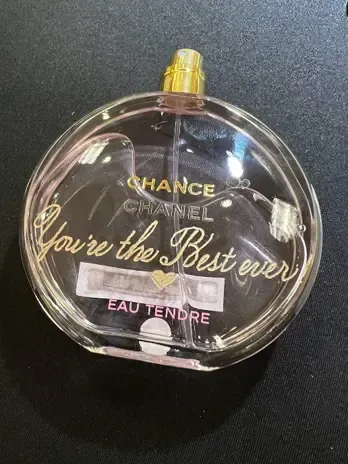 CHANCE
CHANEL
You're the Best ever
EAU TENDRE